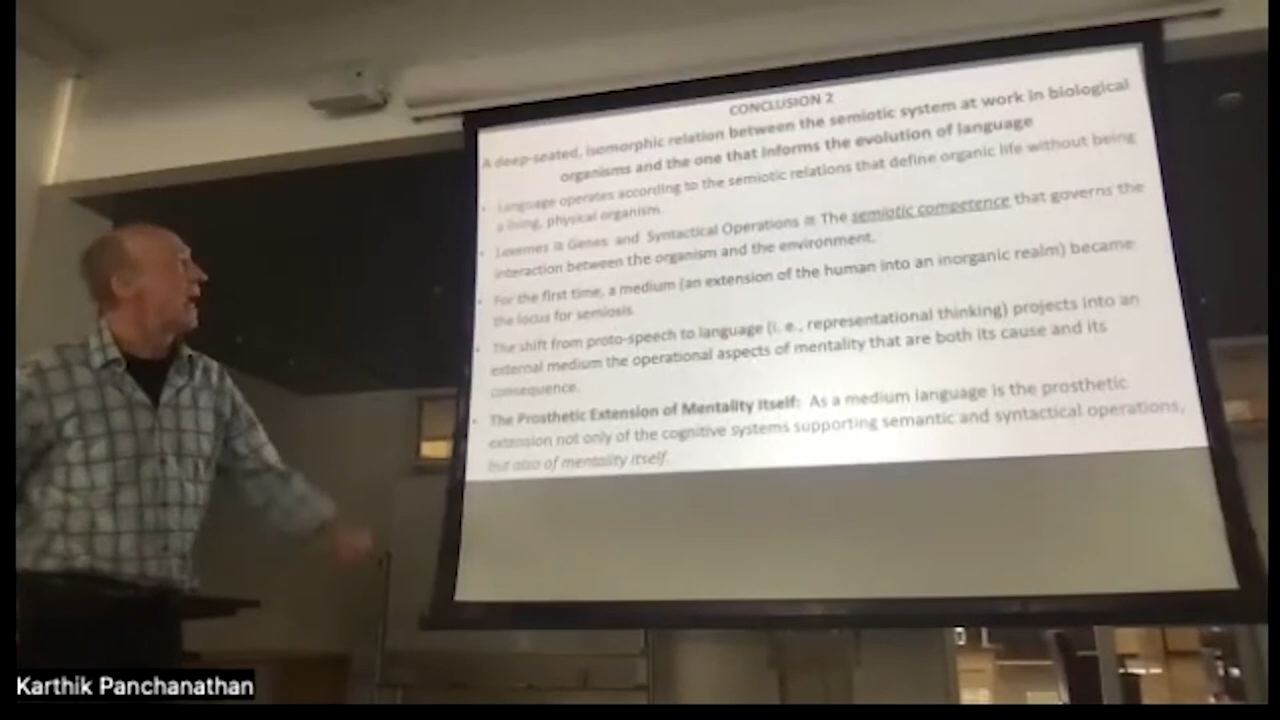 CONCLUSION 2
A deep-seated, isomorphic relation between the semiotic system at work in biological
organisms and the one that informs the evolution of language
• Language operates according to the semiotic relations that define organic life without being
a living, physical organism.
• Lexemes ≅ Genes and Syntactical Operations ≅ The semiotic competence that governs the
interaction between the organism and the environment.
• For the first time, a medium (an extension of the human into an inorganic realm) became
the locus for semiosis.
• The shift from proto-speech to language (i. e., representational thinking) projects into an
external medium the operational aspects of mentality that are both its cause and its
consequence.
• The Prosthetic Extension of Mentality Itself: As a medium language is the prosthetic
extension not only of the cognitive systems supporting semantic and syntactical operations,
but also of mentality itself.
Karthik Panchanathan